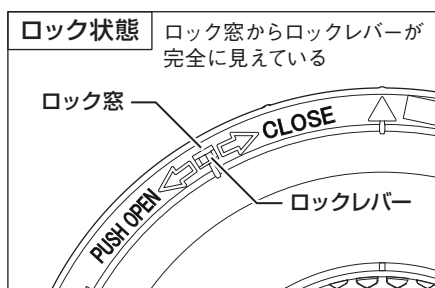 ロック状態
ロック窓からロックレバーが
完全に見えている
ロック窓
CLOSE
PUSH OPEN
ロックレバー